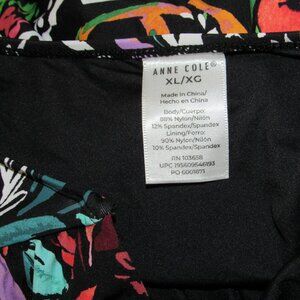 ANNE COLE®
XL/XG
Made in China/
Hecho en China
Body/Cuerpo:
88% Nylon/Nilón
12% Spandex/Spandex
Lining/Forro:
90% Nylon/Nilón
10% Spandex/Spandex
RN 103658
UPC 195609546193
PO 6001871